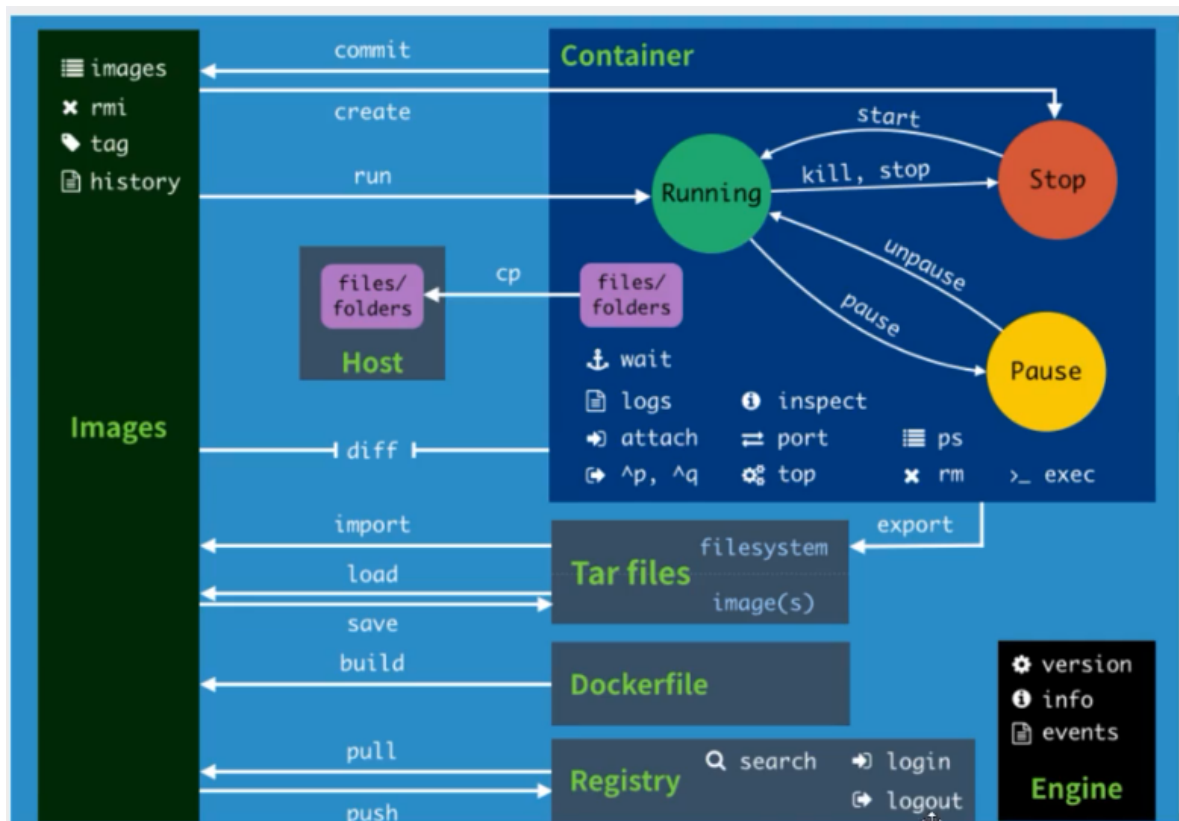 images
rmi
tag
history
Images
commit
create
run
Container
start
kill, stop
Running
Stop
unpause
pause
Pause
files/
folders
Host
cp
files/
folders
wait
logs
inspect
attach
port
ps
^p, ^q
top
rm
>_ exec
diff
import
export
load
save
filesystem
Tar files
image(s)
build
Dockerfile
version
info
events
Engine
pull
push
Registry
search
login
logout